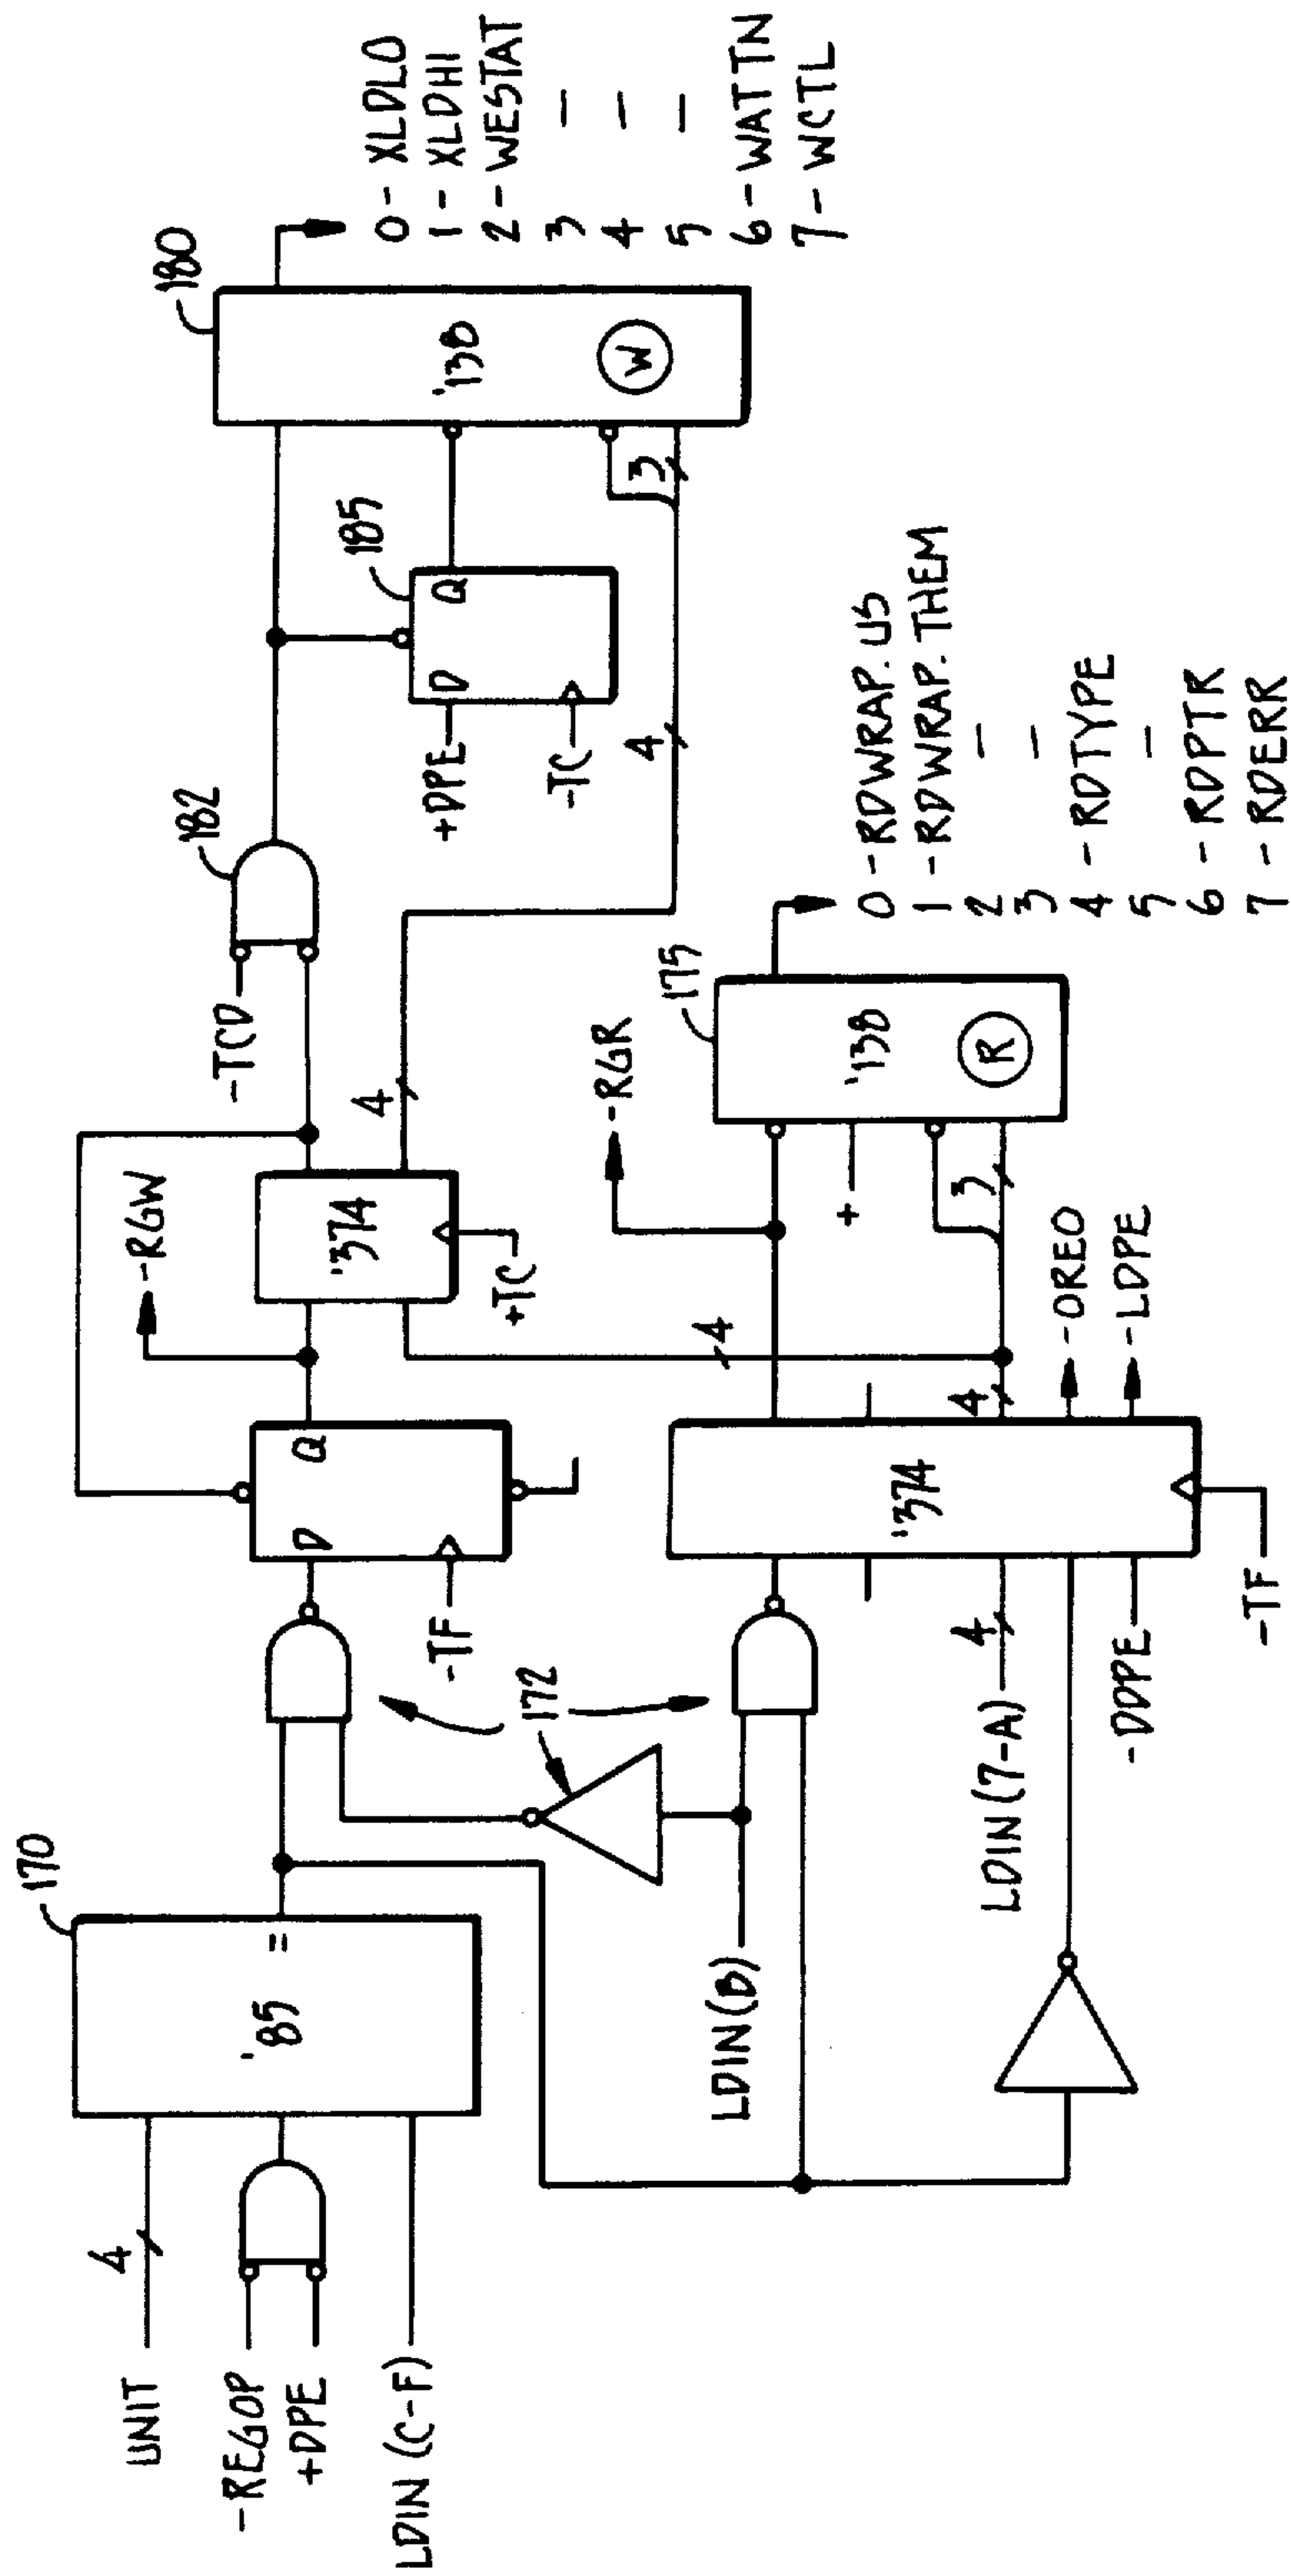 UNIT
4
-REGOP
+DPE
LDIN (C-F)
170
'85
=
172
LDIN(B)
LDIN(7-A)
4
-DDPE
-TF
D
Q
-TF
-RGW
'374
+TC
4
'374
4
4
-OREO
-LDPE
-RGR
+
3
175
'138
R
0 - RDWRAP.US
1 - RDWRAP.THEM
2 -
3 -
4 - RDTYPE
5 -
6 - RDPTR
7 - RDERR
-TCD
182
+DPE
-TC
D
Q
185
4
3
180
'138
W
0 - XLDLO
1 - XLDHI
2 - WESTAT
3 -
4 -
5 -
6 - WATTN
7 - WCTL